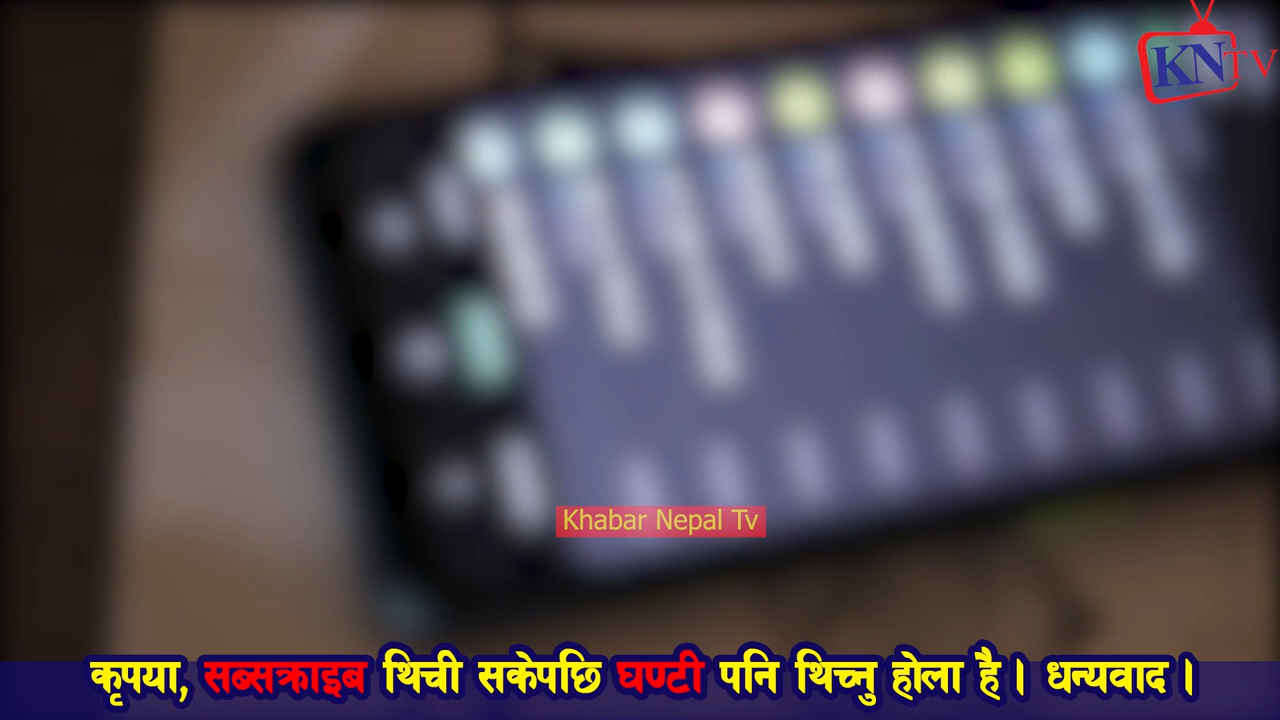 KNTV
Khabar Nepal Tv
कृपया, सब्सक्राइब थिची सकेपछि घण्टी पनि थिच्नु होला है । धन्यवाद ।